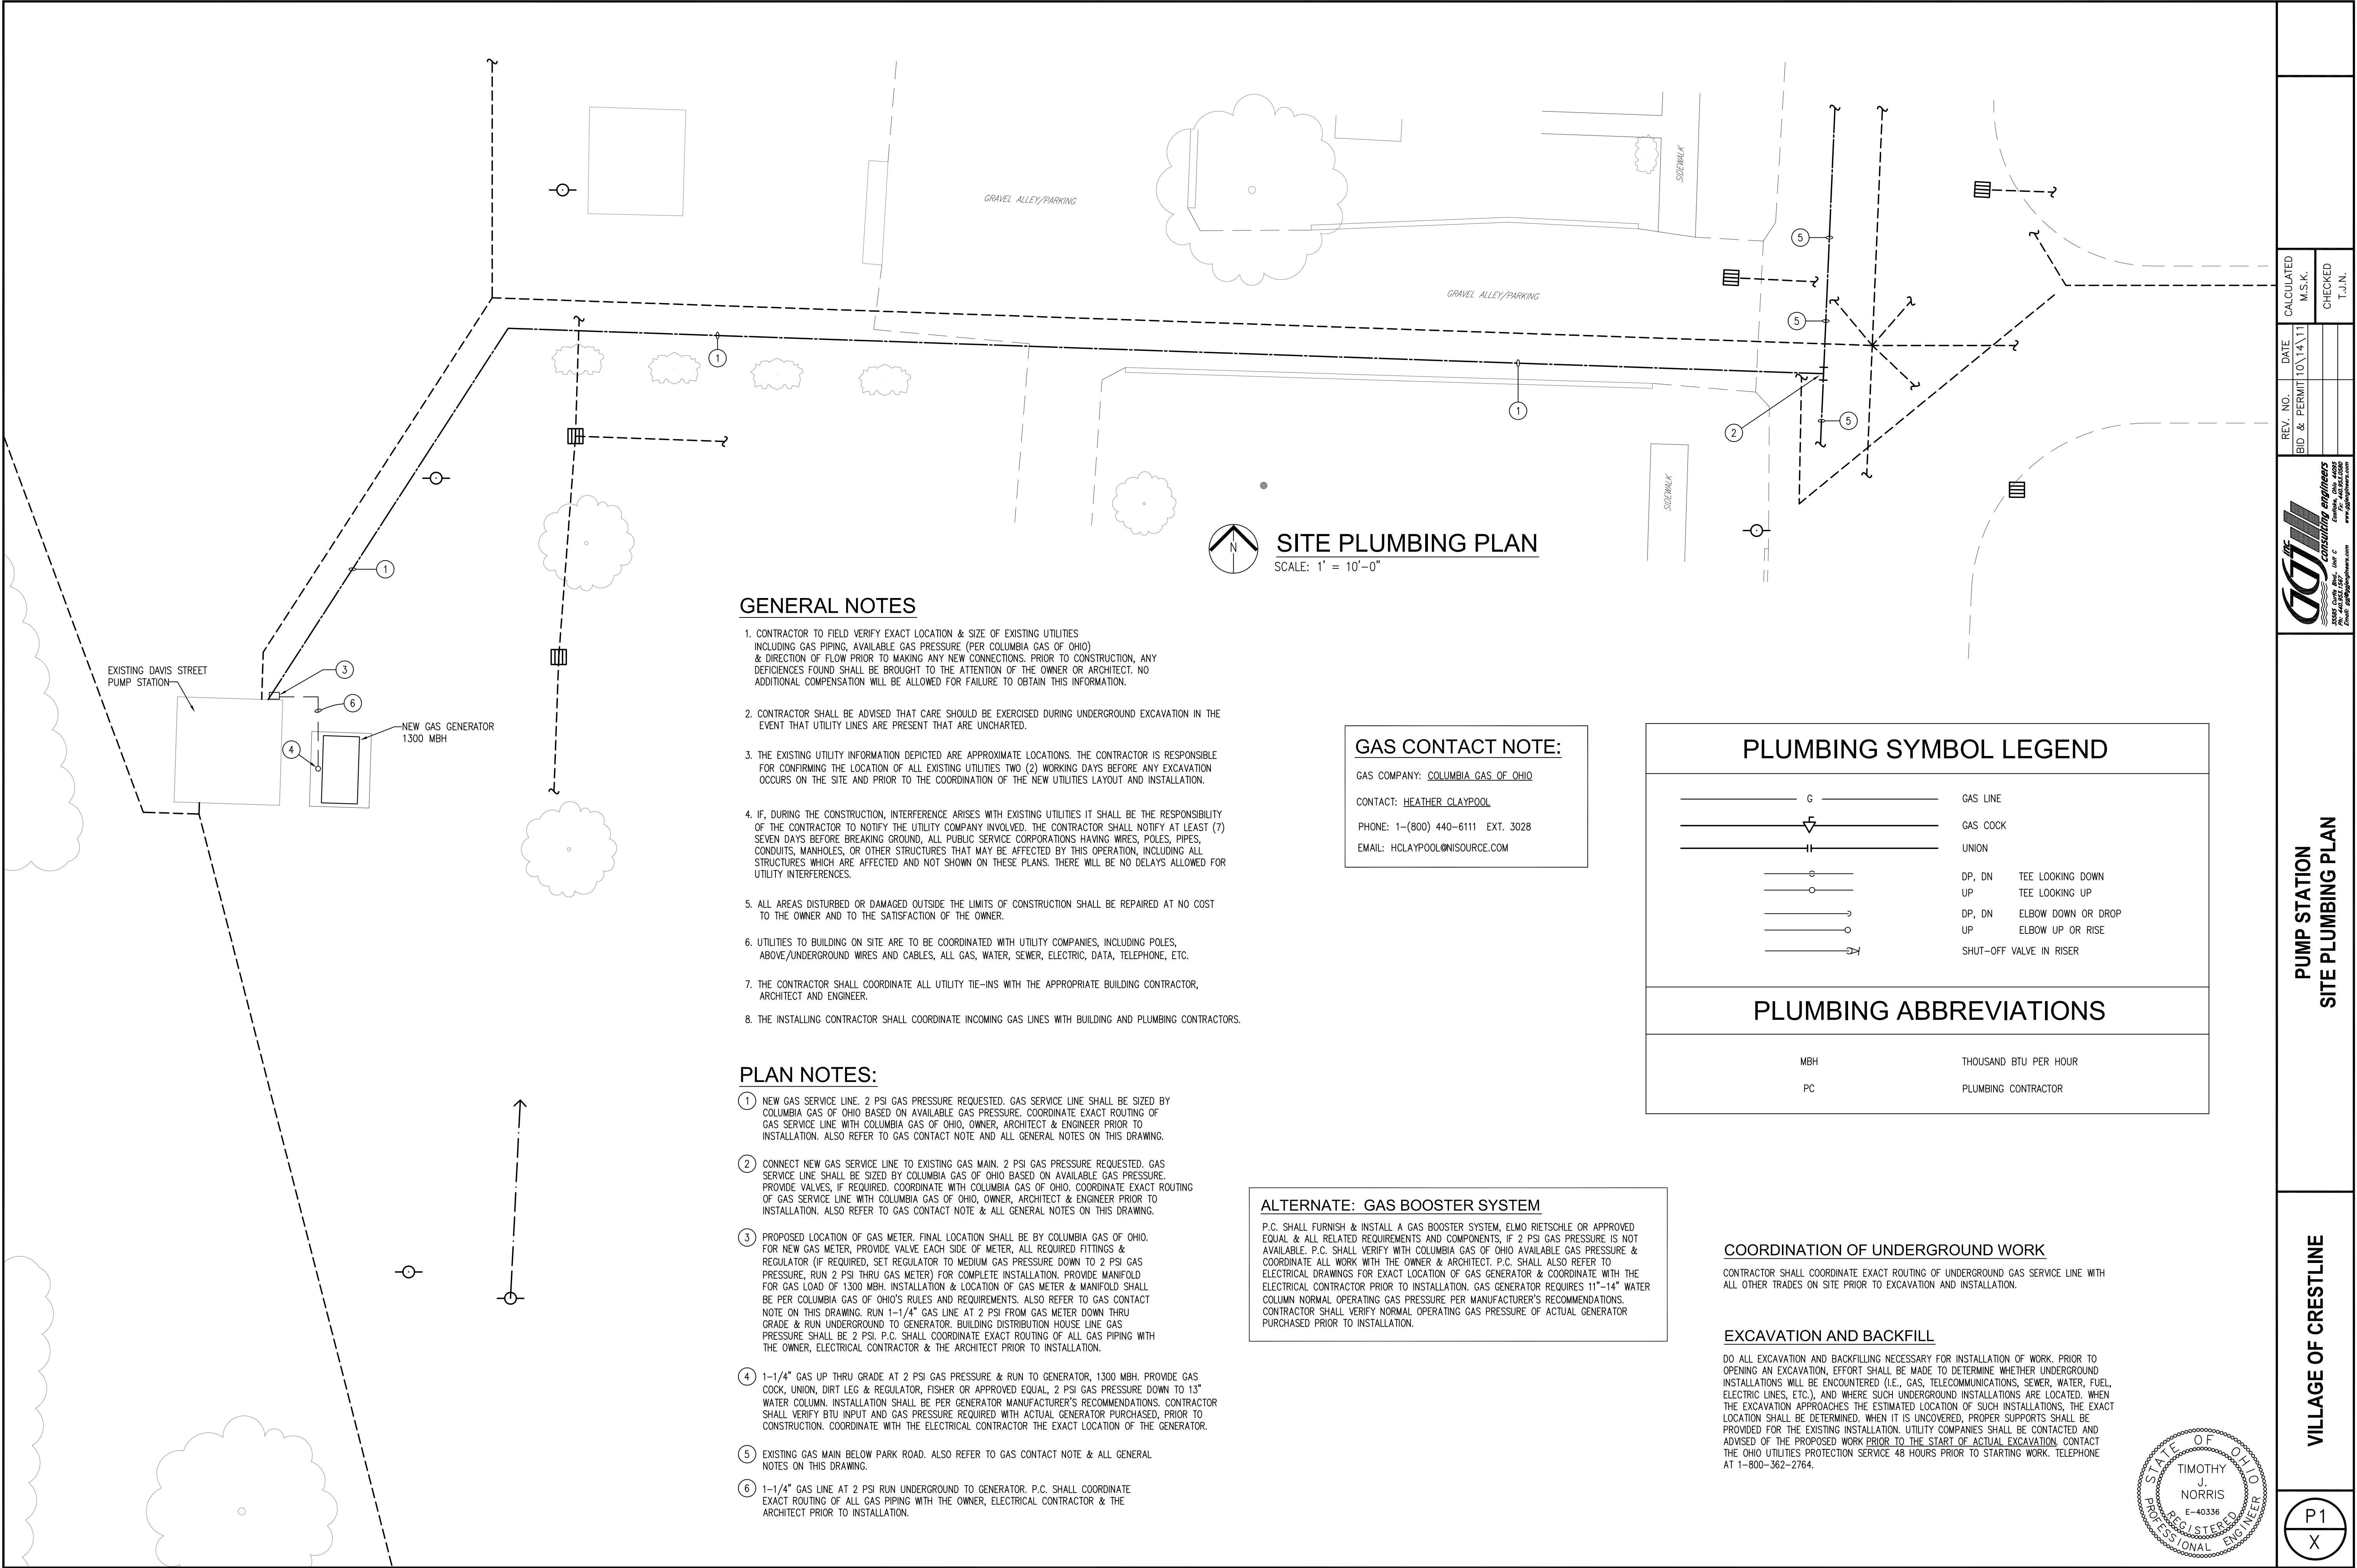 GRAVEL ALLEY/PARKING
SIDEWALK
GRAVEL ALLEY/PARKING
5
5
5
1
1
1
2
SIDEWALK
N
SITE PLUMBING PLAN
SCALE: 1' = 10'-0"
EXISTING DAVIS STREET
PUMP STATION
3
6
4
NEW GAS GENERATOR
1300 MBH
GENERAL NOTES
1. CONTRACTOR TO FIELD VERIFY EXACT LOCATION & SIZE OF EXISTING UTILITIES
INCLUDING GAS PIPING, AVAILABLE GAS PRESSURE (PER COLUMBIA GAS OF OHIO)
& DIRECTION OF FLOW PRIOR TO MAKING ANY NEW CONNECTIONS. PRIOR TO CONSTRUCTION, ANY
DEFICIENCES FOUND SHALL BE BROUGHT TO THE ATTENTION OF THE OWNER OR ARCHITECT. NO
ADDITIONAL COMPENSATION WILL BE ALLOWED FOR FAILURE TO OBTAIN THIS INFORMATION.
2. CONTRACTOR SHALL BE ADVISED THAT CARE SHOULD BE EXERCISED DURING UNDERGROUND EXCAVATION IN THE
EVENT THAT UTILITY LINES ARE PRESENT THAT ARE UNCHARTED.
3. THE EXISTING UTILITY INFORMATION DEPICTED ARE APPROXIMATE LOCATIONS. THE CONTRACTOR IS RESPONSIBLE
FOR CONFIRMING THE LOCATION OF ALL EXISTING UTILITIES TWO (2) WORKING DAYS BEFORE ANY EXCAVATION
OCCURS ON THE SITE AND PRIOR TO THE COORDINATION OF THE NEW UTILITIES LAYOUT AND INSTALLATION.
4. IF, DURING THE CONSTRUCTION, INTERFERENCE ARISES WITH EXISTING UTILITIES IT SHALL BE THE RESPONSIBILITY
OF THE CONTRACTOR TO NOTIFY THE UTILITY COMPANY INVOLVED. THE CONTRACTOR SHALL NOTIFY AT LEAST (7)
SEVEN DAYS BEFORE BREAKING GROUND, ALL PUBLIC SERVICE CORPORATIONS HAVING WIRES, POLES, PIPES,
CONDUITS, MANHOLES, OR OTHER STRUCTURES THAT MAY BE AFFECTED BY THIS OPERATION, INCLUDING ALL
STRUCTURES WHICH ARE AFFECTED AND NOT SHOWN ON THESE PLANS. THERE WILL BE NO DELAYS ALLOWED FOR
UTILITY INTERFERENCES.
5. ALL AREAS DISTURBED OR DAMAGED OUTSIDE THE LIMITS OF CONSTRUCTION SHALL BE REPAIRED AT NO COST
TO THE OWNER AND TO THE SATISFACTION OF THE OWNER.
6. UTILITIES TO BUILDING ON SITE ARE TO BE COORDINATED WITH UTILITY COMPANIES, INCLUDING POLES,
ABOVE/UNDERGROUND WIRES AND CABLES, ALL GAS, WATER, SEWER, ELECTRIC, DATA, TELEPHONE, ETC.
7. THE CONTRACTOR SHALL COORDINATE ALL UTILITY TIE-INS WITH THE APPROPRIATE BUILDING CONTRACTOR,
ARCHITECT AND ENGINEER.
8. THE INSTALLING CONTRACTOR SHALL COORDINATE INCOMING GAS LINES WITH BUILDING AND PLUMBING CONTRACTORS.
PLAN NOTES:
1 NEW GAS SERVICE LINE. 2 PSI GAS PRESSURE REQUESTED. GAS SERVICE LINE SHALL BE SIZED BY
COLUMBIA GAS OF OHIO BASED ON AVAILABLE GAS PRESSURE. COORDINATE EXACT ROUTING OF
GAS SERVICE LINE WITH COLUMBIA GAS OF OHIO, OWNER, ARCHITECT & ENGINEER PRIOR TO
INSTALLATION. ALSO REFER TO GAS CONTACT NOTE AND ALL GENERAL NOTES ON THIS DRAWING.
2 CONNECT NEW GAS SERVICE LINE TO EXISTING GAS MAIN. 2 PSI GAS PRESSURE REQUESTED. GAS
SERVICE LINE SHALL BE SIZED BY COLUMBIA GAS OF OHIO BASED ON AVAILABLE GAS PRESSURE.
PROVIDE VALVES, IF REQUIRED. COORDINATE WITH COLUMBIA GAS OF OHIO. COORDINATE EXACT ROUTING
OF GAS SERVICE LINE WITH COLUMBIA GAS OF OHIO, OWNER, ARCHITECT & ENGINEER PRIOR TO
INSTALLATION. ALSO REFER TO GAS CONTACT NOTE & ALL GENERAL NOTES ON THIS DRAWING.
3 PROPOSED LOCATION OF GAS METER. FINAL LOCATION SHALL BE BY COLUMBIA GAS OF OHIO.
FOR NEW GAS METER, PROVIDE VALVE EACH SIDE OF METER, ALL REQUIRED FITTINGS &
REGULATOR (IF REQUIRED, SET REGULATOR TO MEDIUM GAS PRESSURE DOWN TO 2 PSI GAS
PRESSURE, RUN 2 PSI THRU GAS METER) FOR COMPLETE INSTALLATION. PROVIDE MANIFOLD
FOR GAS LOAD OF 1300 MBH. INSTALLATION & LOCATION OF GAS METER & MANIFOLD SHALL
BE PER COLUMBIA GAS OF OHIO'S RULES AND REQUIREMENTS. ALSO REFER TO GAS CONTACT
NOTE ON THIS DRAWING. RUN 1-1/4" GAS LINE AT 2 PSI FROM GAS METER DOWN THRU
GRADE & RUN UNDERGROUND TO GENERATOR. BUILDING DISTRIBUTION HOUSE LINE GAS
PRESSURE SHALL BE 2 PSI. P.C. SHALL COORDINATE EXACT ROUTING OF ALL GAS PIPING WITH
THE OWNER, ELECTRICAL CONTRACTOR & THE ARCHITECT PRIOR TO INSTALLATION.
4 1-1/4" GAS UP THRU GRADE AT 2 PSI GAS PRESSURE & RUN TO GENERATOR, 1300 MBH. PROVIDE GAS
COCK, UNION, DIRT LEG & REGULATOR, FISHER OR APPROVED EQUAL, 2 PSI GAS PRESSURE DOWN TO 13"
WATER COLUMN. INSTALLATION SHALL BE PER GENERATOR MANUFACTURER'S RECOMMENDATIONS. CONTRACTOR
SHALL VERIFY BTU INPUT AND GAS PRESSURE REQUIRED WITH ACTUAL GENERATOR PURCHASED, PRIOR TO
CONSTRUCTION. COORDINATE WITH THE ELECTRICAL CONTRACTOR THE EXACT LOCATION OF THE GENERATOR.
5 EXISTING GAS MAIN BELOW PARK ROAD. ALSO REFER TO GAS CONTACT NOTE & ALL GENERAL
NOTES ON THIS DRAWING.
6 1-1/4" GAS LINE AT 2 PSI RUN UNDERGROUND TO GENERATOR. P.C. SHALL COORDINATE
EXACT ROUTING OF ALL GAS PIPING WITH THE OWNER, ELECTRICAL CONTRACTOR & THE
ARCHITECT PRIOR TO INSTALLATION.
GAS CONTACT NOTE:
GAS COMPANY: COLUMBIA GAS OF OHIO
CONTACT: HEATHER CLAYPOOL
PHONE: 1-(800) 440-6111 EXT. 3028
EMAIL: HCLAYPOOL@NISOURCE.COM
PLUMBING SYMBOL LEGEND
G GAS LINE
GAS COCK
UNION
DP, DN TEE LOOKING DOWN
UP TEE LOOKING UP
DP, DN ELBOW DOWN OR DROP
UP ELBOW UP OR RISE
SHUT-OFF VALVE IN RISER
PLUMBING ABBREVIATIONS
MBH THOUSAND BTU PER HOUR
PC PLUMBING CONTRACTOR
ALTERNATE: GAS BOOSTER SYSTEM
P.C. SHALL FURNISH & INSTALL A GAS BOOSTER SYSTEM, ELMO RIETSCHLE OR APPROVED
EQUAL & ALL RELATED REQUIREMENTS AND COMPONENTS, IF 2 PSI GAS PRESSURE IS NOT
AVAILABLE. P.C. SHALL VERIFY WITH COLUMBIA GAS OF OHIO AVAILABLE GAS PRESSURE &
COORDINATE ALL WORK WITH THE OWNER & ARCHITECT. P.C. SHALL ALSO REFER TO
ELECTRICAL DRAWINGS FOR EXACT LOCATION OF GAS GENERATOR & COORDINATE WITH THE
ELECTRICAL CONTRACTOR PRIOR TO INSTALLATION. GAS GENERATOR REQUIRES 11"-14" WATER
COLUMN NORMAL OPERATING GAS PRESSURE PER MANUFACTURER'S RECOMMENDATIONS.
CONTRACTOR SHALL VERIFY NORMAL OPERATING GAS PRESSURE OF ACTUAL GENERATOR
PURCHASED PRIOR TO INSTALLATION.
COORDINATION OF UNDERGROUND WORK
CONTRACTOR SHALL COORDINATE EXACT ROUTING OF UNDERGROUND GAS SERVICE LINE WITH
ALL OTHER TRADES ON SITE PRIOR TO EXCAVATION AND INSTALLATION.
EXCAVATION AND BACKFILL
DO ALL EXCAVATION AND BACKFILLING NECESSARY FOR INSTALLATION OF WORK. PRIOR TO
OPENING AN EXCAVATION, EFFORT SHALL BE MADE TO DETERMINE WHETHER UNDERGROUND
INSTALLATIONS WILL BE ENCOUNTERED (I.E., GAS, TELECOMMUNICATIONS, SEWER, WATER, FUEL,
ELECTRIC LINES, ETC.), AND WHERE SUCH UNDERGROUND INSTALLATIONS ARE LOCATED. WHEN
THE EXCAVATION APPROACHES THE ESTIMATED LOCATION OF SUCH INSTALLATIONS, THE EXACT
LOCATION SHALL BE DETERMINED. WHEN IT IS UNCOVERED, PROPER SUPPORTS SHALL BE
PROVIDED FOR THE EXISTING INSTALLATION. UTILITY COMPANIES SHALL BE CONTACTED AND
ADVISED OF THE PROPOSED WORK PRIOR TO THE START OF ACTUAL EXCAVATION. CONTACT
THE OHIO UTILITIES PROTECTION SERVICE 48 HOURS PRIOR TO STARTING WORK. TELEPHONE
AT 1-800-362-2764.
STATE OF OHIO
TIMOTHY
J.
NORRIS
E-40336
REGISTERED
PROFESSIONAL ENGINEER
CALCULATED
M.S.K.
CHECKED
T.J.N.
REV. NO. DATE
BID & PERMIT 10\14\11
inc.
consulting engineers
35585 Curtis Blvd., Unit C Eastlake, Ohio 44095
Ph: 440.953.1567 Fx: 440.953.0580
www.ggjengineers.com
PUMP STATION
SITE PLUMBING PLAN
VILLAGE OF CRESTLINE
P1
X